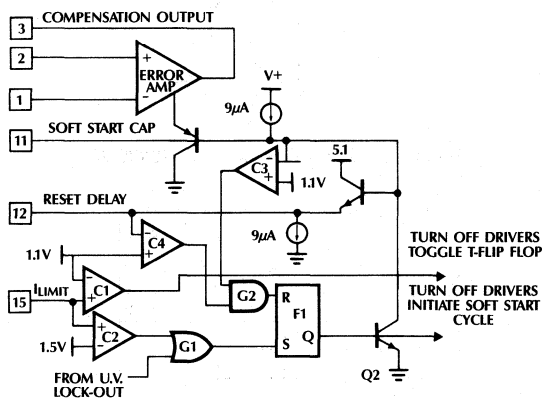 3 COMPENSATION OUTPUT
V+
2 +
ERROR
AMP
1 −
9μA
11 SOFT START CAP
5.1
C3 − +
1.1V
12 RESET DELAY
9μA
1.1V
− + C4
TURN OFF DRIVERS
TOGGLE T-FLIP FLOP
15 ILIMIT
− + C1
G2
R F1
TURN OFF DRIVERS
INITIATE SOFT START
CYCLE
+ − C2
1.5V
G1
S Q
Q2
FROM U.V.
LOCK-OUT